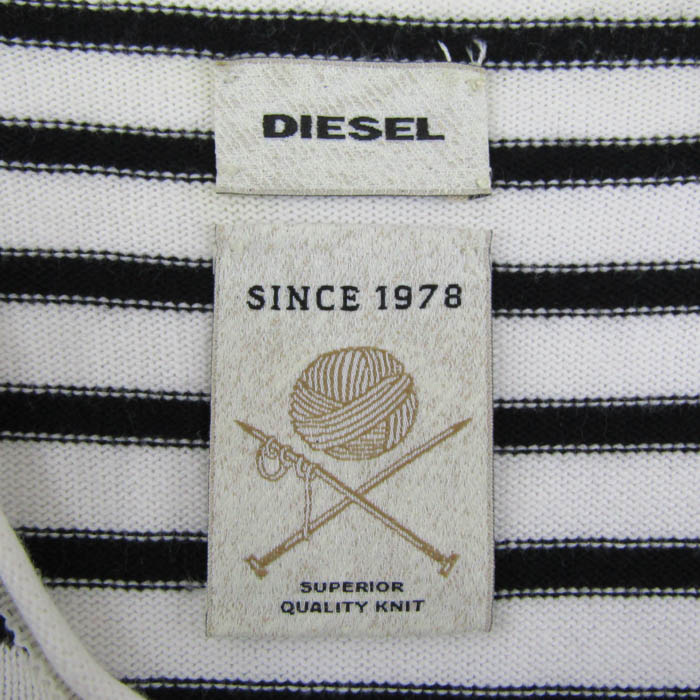 DIESEL
SINCE 1978
SUPERIOR
QUALITY KNIT